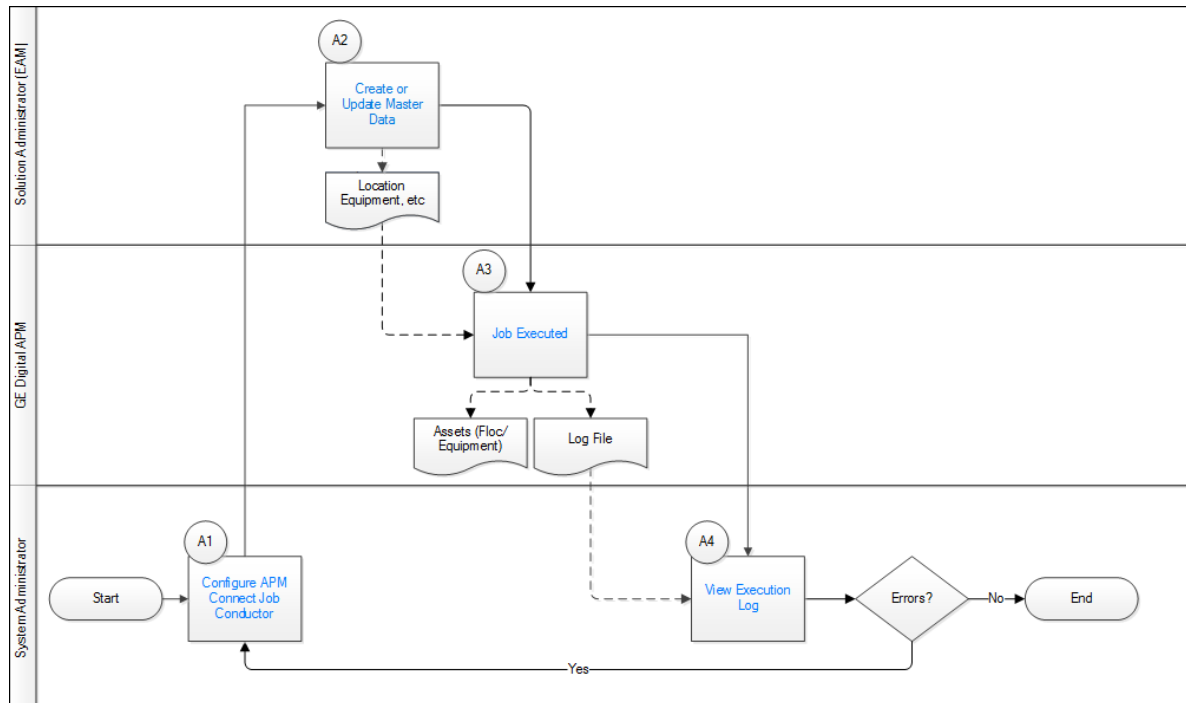 Solution Administrator (EAM)
A2
Create or
Update Master
Data
Location
Equipment, etc
GE Digital APM
A3
Job Executed
Assets (Floc/
Equipment)
Log File
System Administrator
Start
A1
Configure APM
Connect Job
Conductor
A4
View Execution
Log
Errors?
No
End
Yes